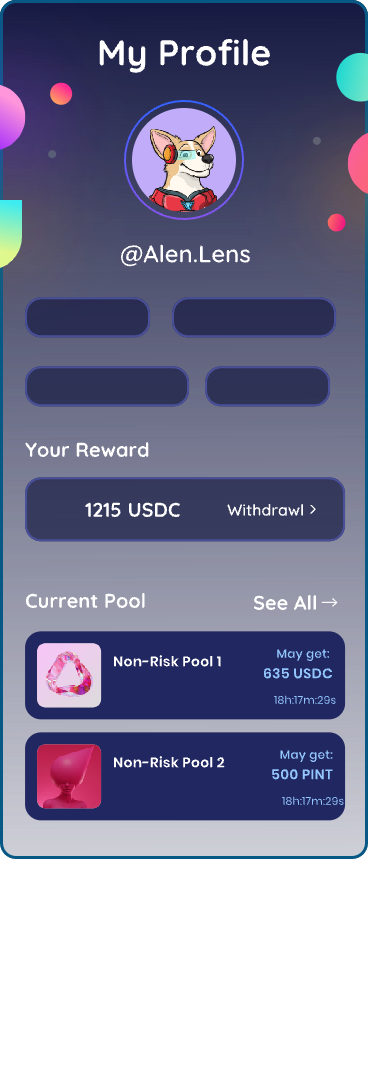 My Profile
@Alen.Lens
Your Reward
1215 USDC
Withdrawl >
Current Pool
See All→
Non-Risk Pool 1
May get:
635 USDC
18h:17m:29s
Non-Risk Pool 2
May get:
500 PINT
18h:17m:29s